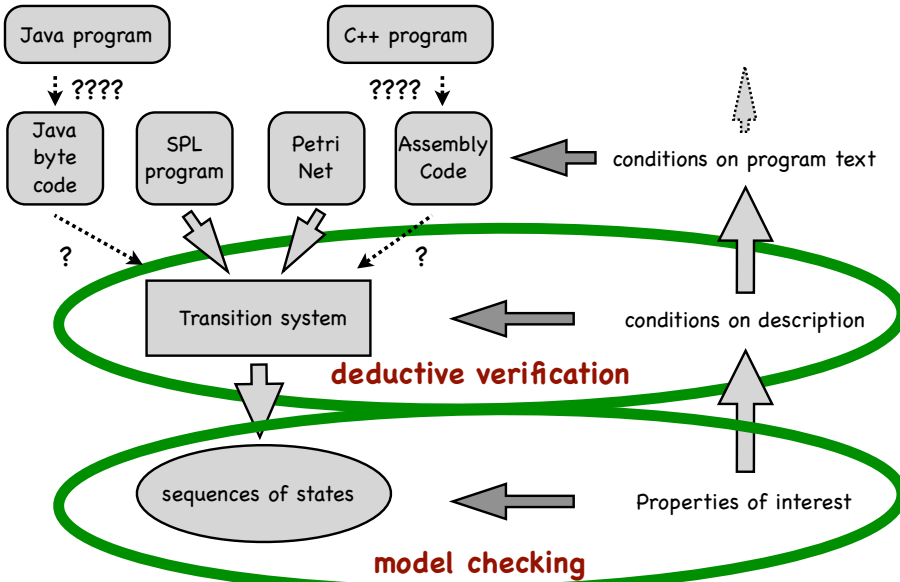 Java program
C++ program
????
????
Java
byte
code
SPL
program
Petri
Net
Assembly
Code
conditions on program text
?
?
Transition system
conditions on description
deductive verification
sequences of states
Properties of interest
model checking